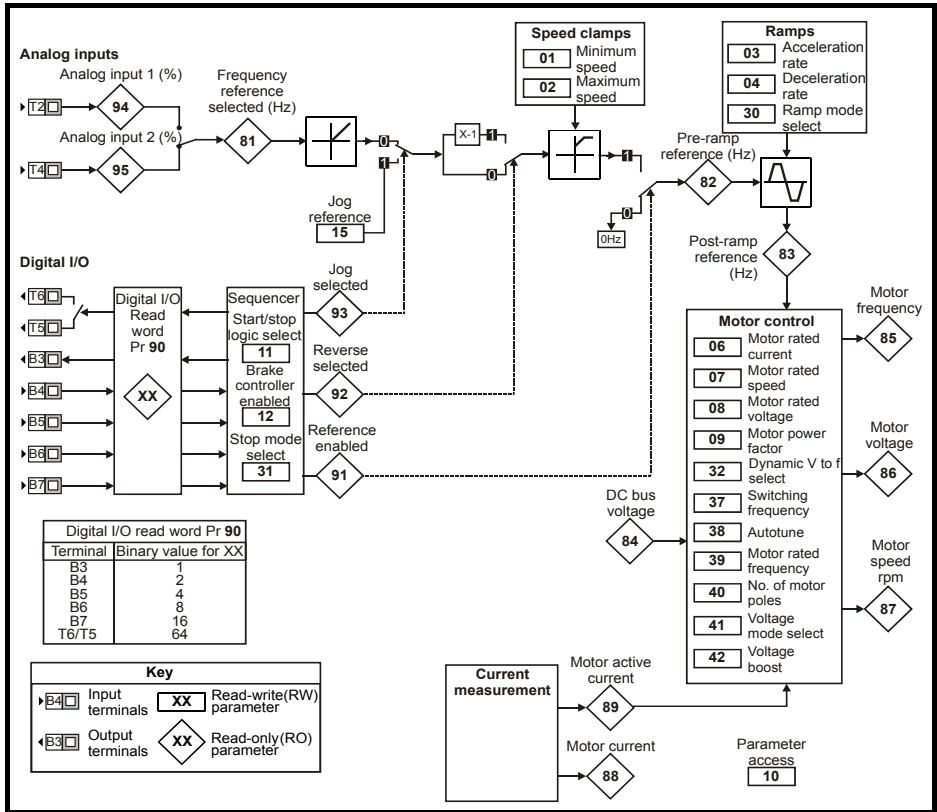 Analog inputs
Analog input 1 (%)
T2
94
Analog input 2 (%)
T4
95
Frequency
reference
selected (Hz)
81
0
1
Jog
reference
15
X-1
1
0
Speed clamps
01 Minimum
speed
02 Maximum
speed
1
0
0Hz
Pre-ramp
reference (Hz)
82
Ramps
03 Acceleration
rate
04 Deceleration
rate
30 Ramp mode
select
Post-ramp
reference
(Hz)
83
Digital I/O
T6
T5
B3
B4
B5
B6
B7
Digital I/O
Read
word
Pr 90
XX
Sequencer
Start/stop
logic select
11
Brake
controller
enabled
12
Stop mode
select
31
Jog
selected
93
Reverse
selected
92
Reference
enabled
91
DC bus
voltage
84
Motor control
06 Motor rated
current
07 Motor rated
speed
08 Motor rated
voltage
09 Motor power
factor
32 Dynamic V to f
select
37 Switching
frequency
38 Autotune
39 Motor rated
frequency
40 No. of motor
poles
41 Voltage
mode select
42 Voltage
boost
Motor
frequency
85
Motor
voltage
86
Motor
speed
rpm
87
Digital I/O read word Pr 90
Terminal Binary value for XX
B3 1
B4 2
B5 4
B6 8
B7 16
T6/T5 64
Key
B4 Input
terminals
XX Read-write(RW)
parameter
B3 Output
terminals
XX Read-only(RO)
parameter
Current
measurement
Motor active
current
89
Motor current
88
Parameter
access
10